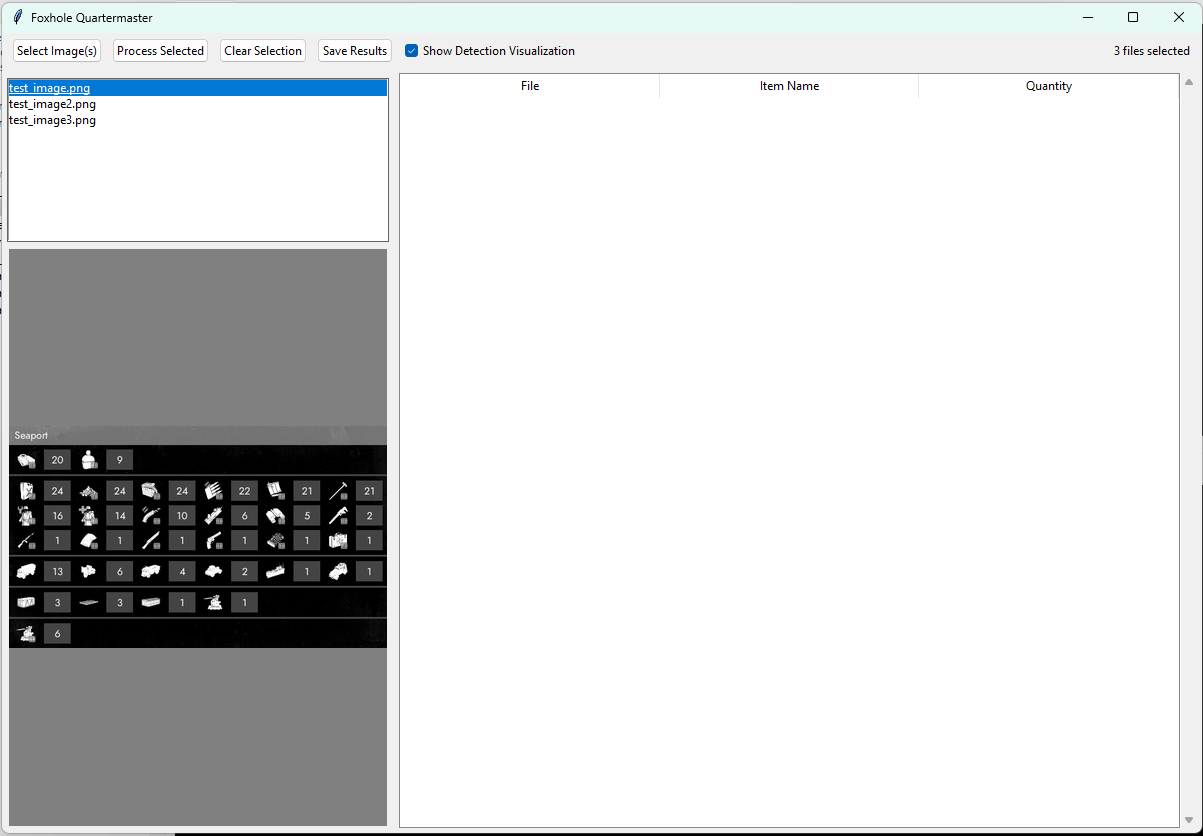 Foxhole Quartermaster
Select Image(s) Process Selected Clear Selection Save Results Show Detection Visualization 3 files selected
test_image.png
test_image2.png
test_image3.png
File Item Name Quantity
Seaport
20 9
24 24 24 22 21 21
16 14 10 6 5 2
1 1 1 1 1 1
13 6 4 2 1 1
3 3 1 1
6